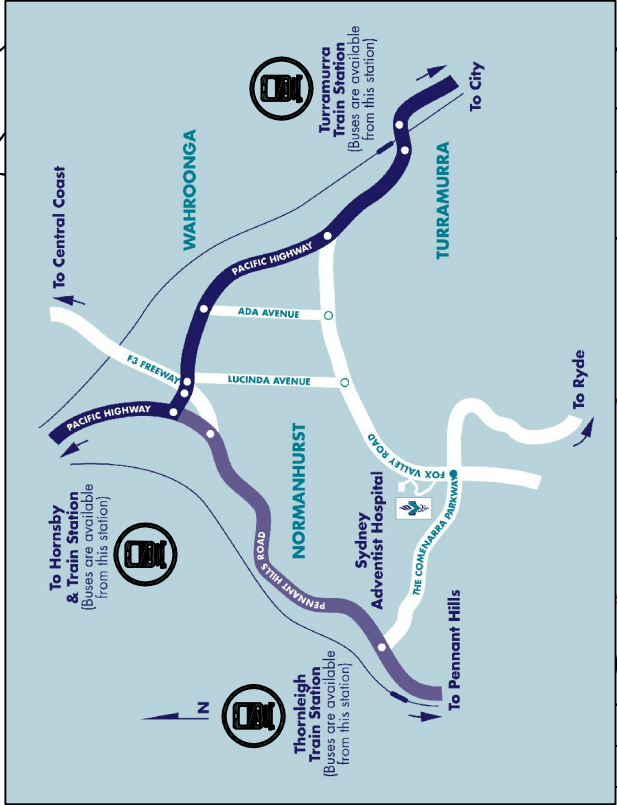 To Central Coast
WAHROONGA
Turramurra
Train Station
(Buses are available
from this station)
To City
TURRAMURRA
PACIFIC HIGHWAY
ADA AVENUE
F3 FREEWAY
LUCINDA AVENUE
PACIFIC HIGHWAY
To Hornsby
& Train Station
(Buses are available
from this station)
NORMANHURST
FOX VALLEY ROAD
To Ryde
Sydney
Adventist Hospital
THE COMENARRA PARKWAY
PENNANT HILLS
ROAD
N
Thornleigh
Train Station
(Buses are available
from this station)
To Pennant Hills